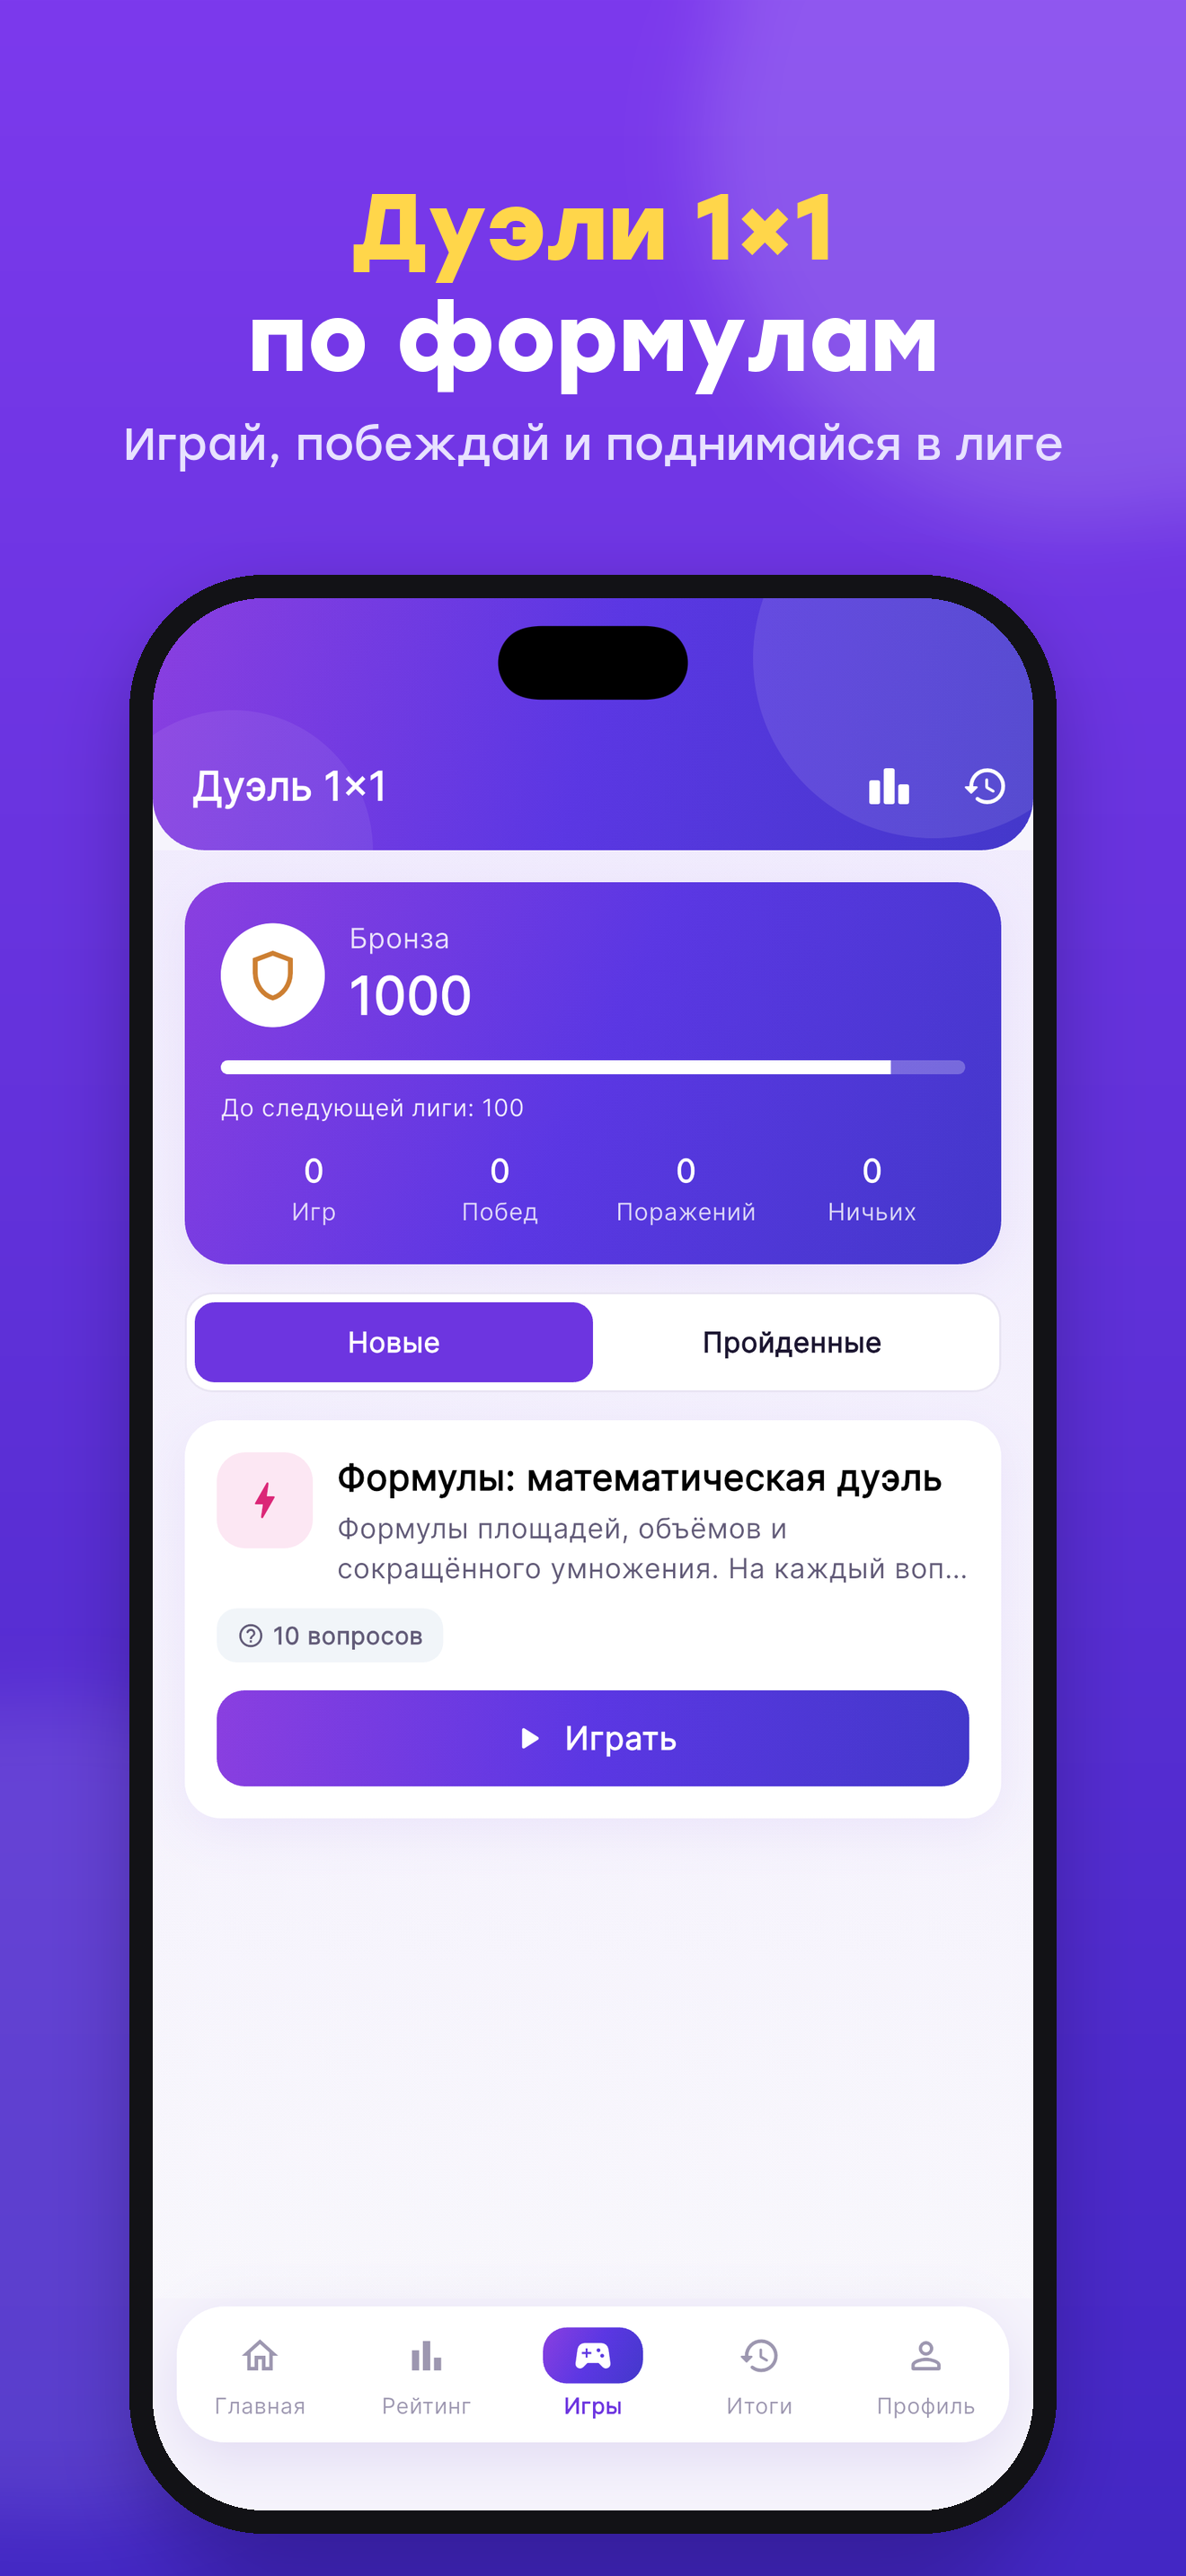 Дуэли 1×1
по формулам
Играй, побеждай и поднимайся в лиге
Дуэль 1×1
Бронза
1000
До следующей лиги: 100
0 0 0 0
Игр Побед Поражений Ничьих
Новые Пройденные
Формулы: математическая дуэль
Формулы площадей, объёмов и
сокращённого умножения. На каждый воп...
10 вопросов
Играть
Главная Рейтинг Игры Итоги Профиль